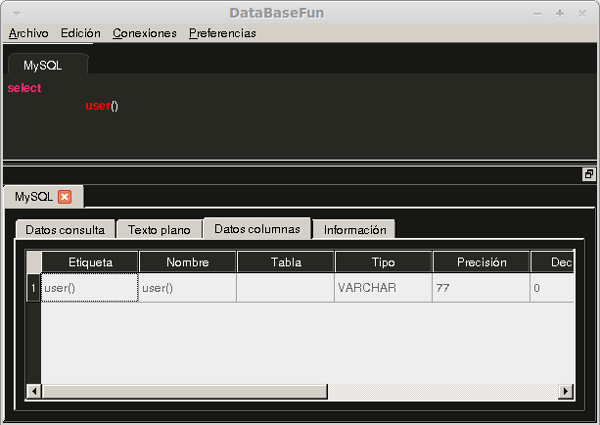 DataBaseFun
Archivo Edición Conexiones Preferencias
MySQL
select
user()
MySQL
Datos consulta Texto plano Datos columnas Información
Etiqueta Nombre Tabla Tipo Precisión Dec
1 user() user() VARCHAR 77 0